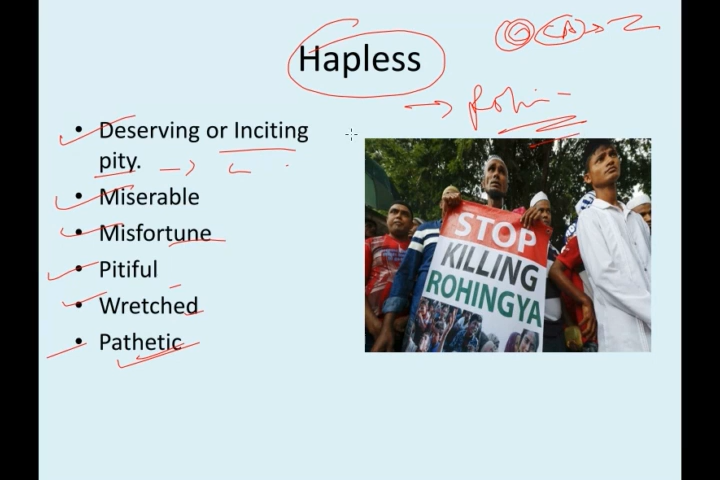 Hapless
• Deserving or Inciting
pity.
• Miserable
• Misfortune
• Pitiful
• Wretched
• Pathetic
STOP
KILLING
ROHINGYA